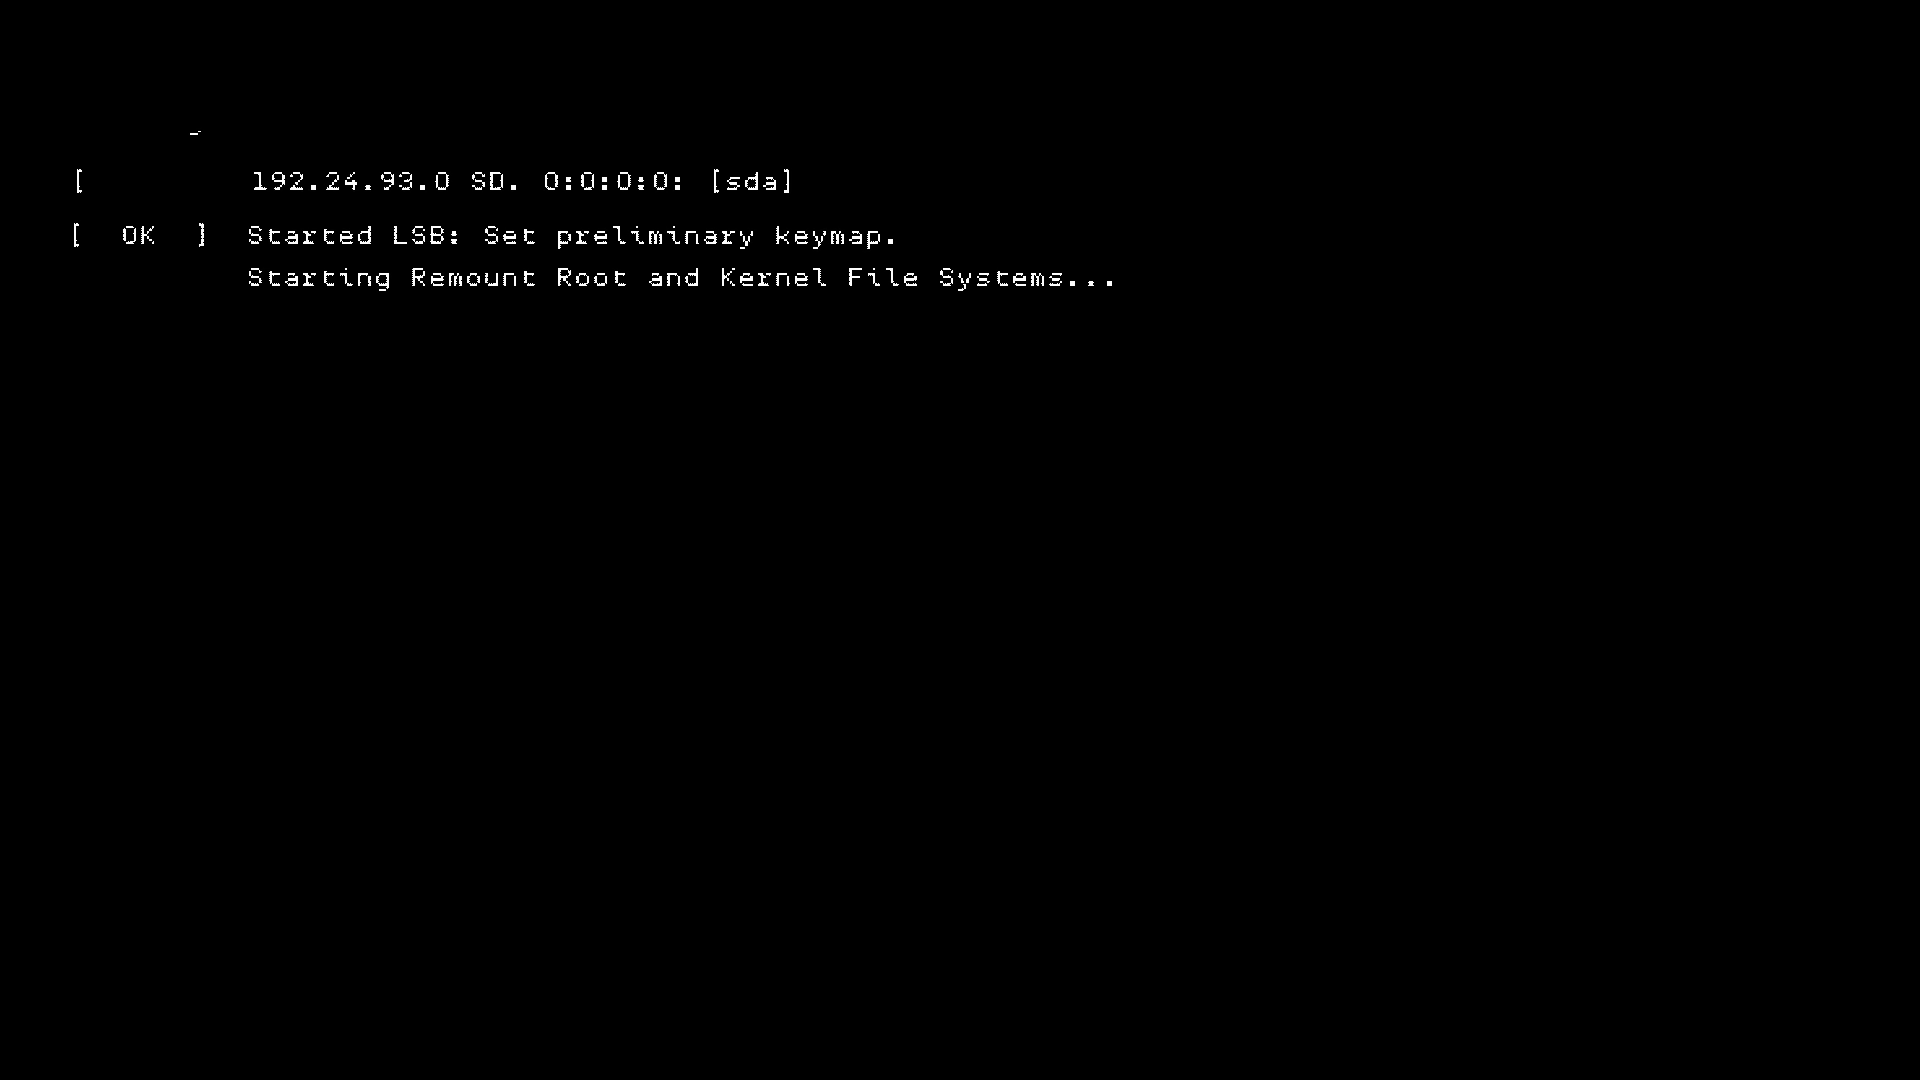 [ 192.24.93.0 SD. 0:0:0:0: [sda]
[ OK ] Started LSB: Set preliminary keymap.
Starting Remount Root and Kernel File Systems...